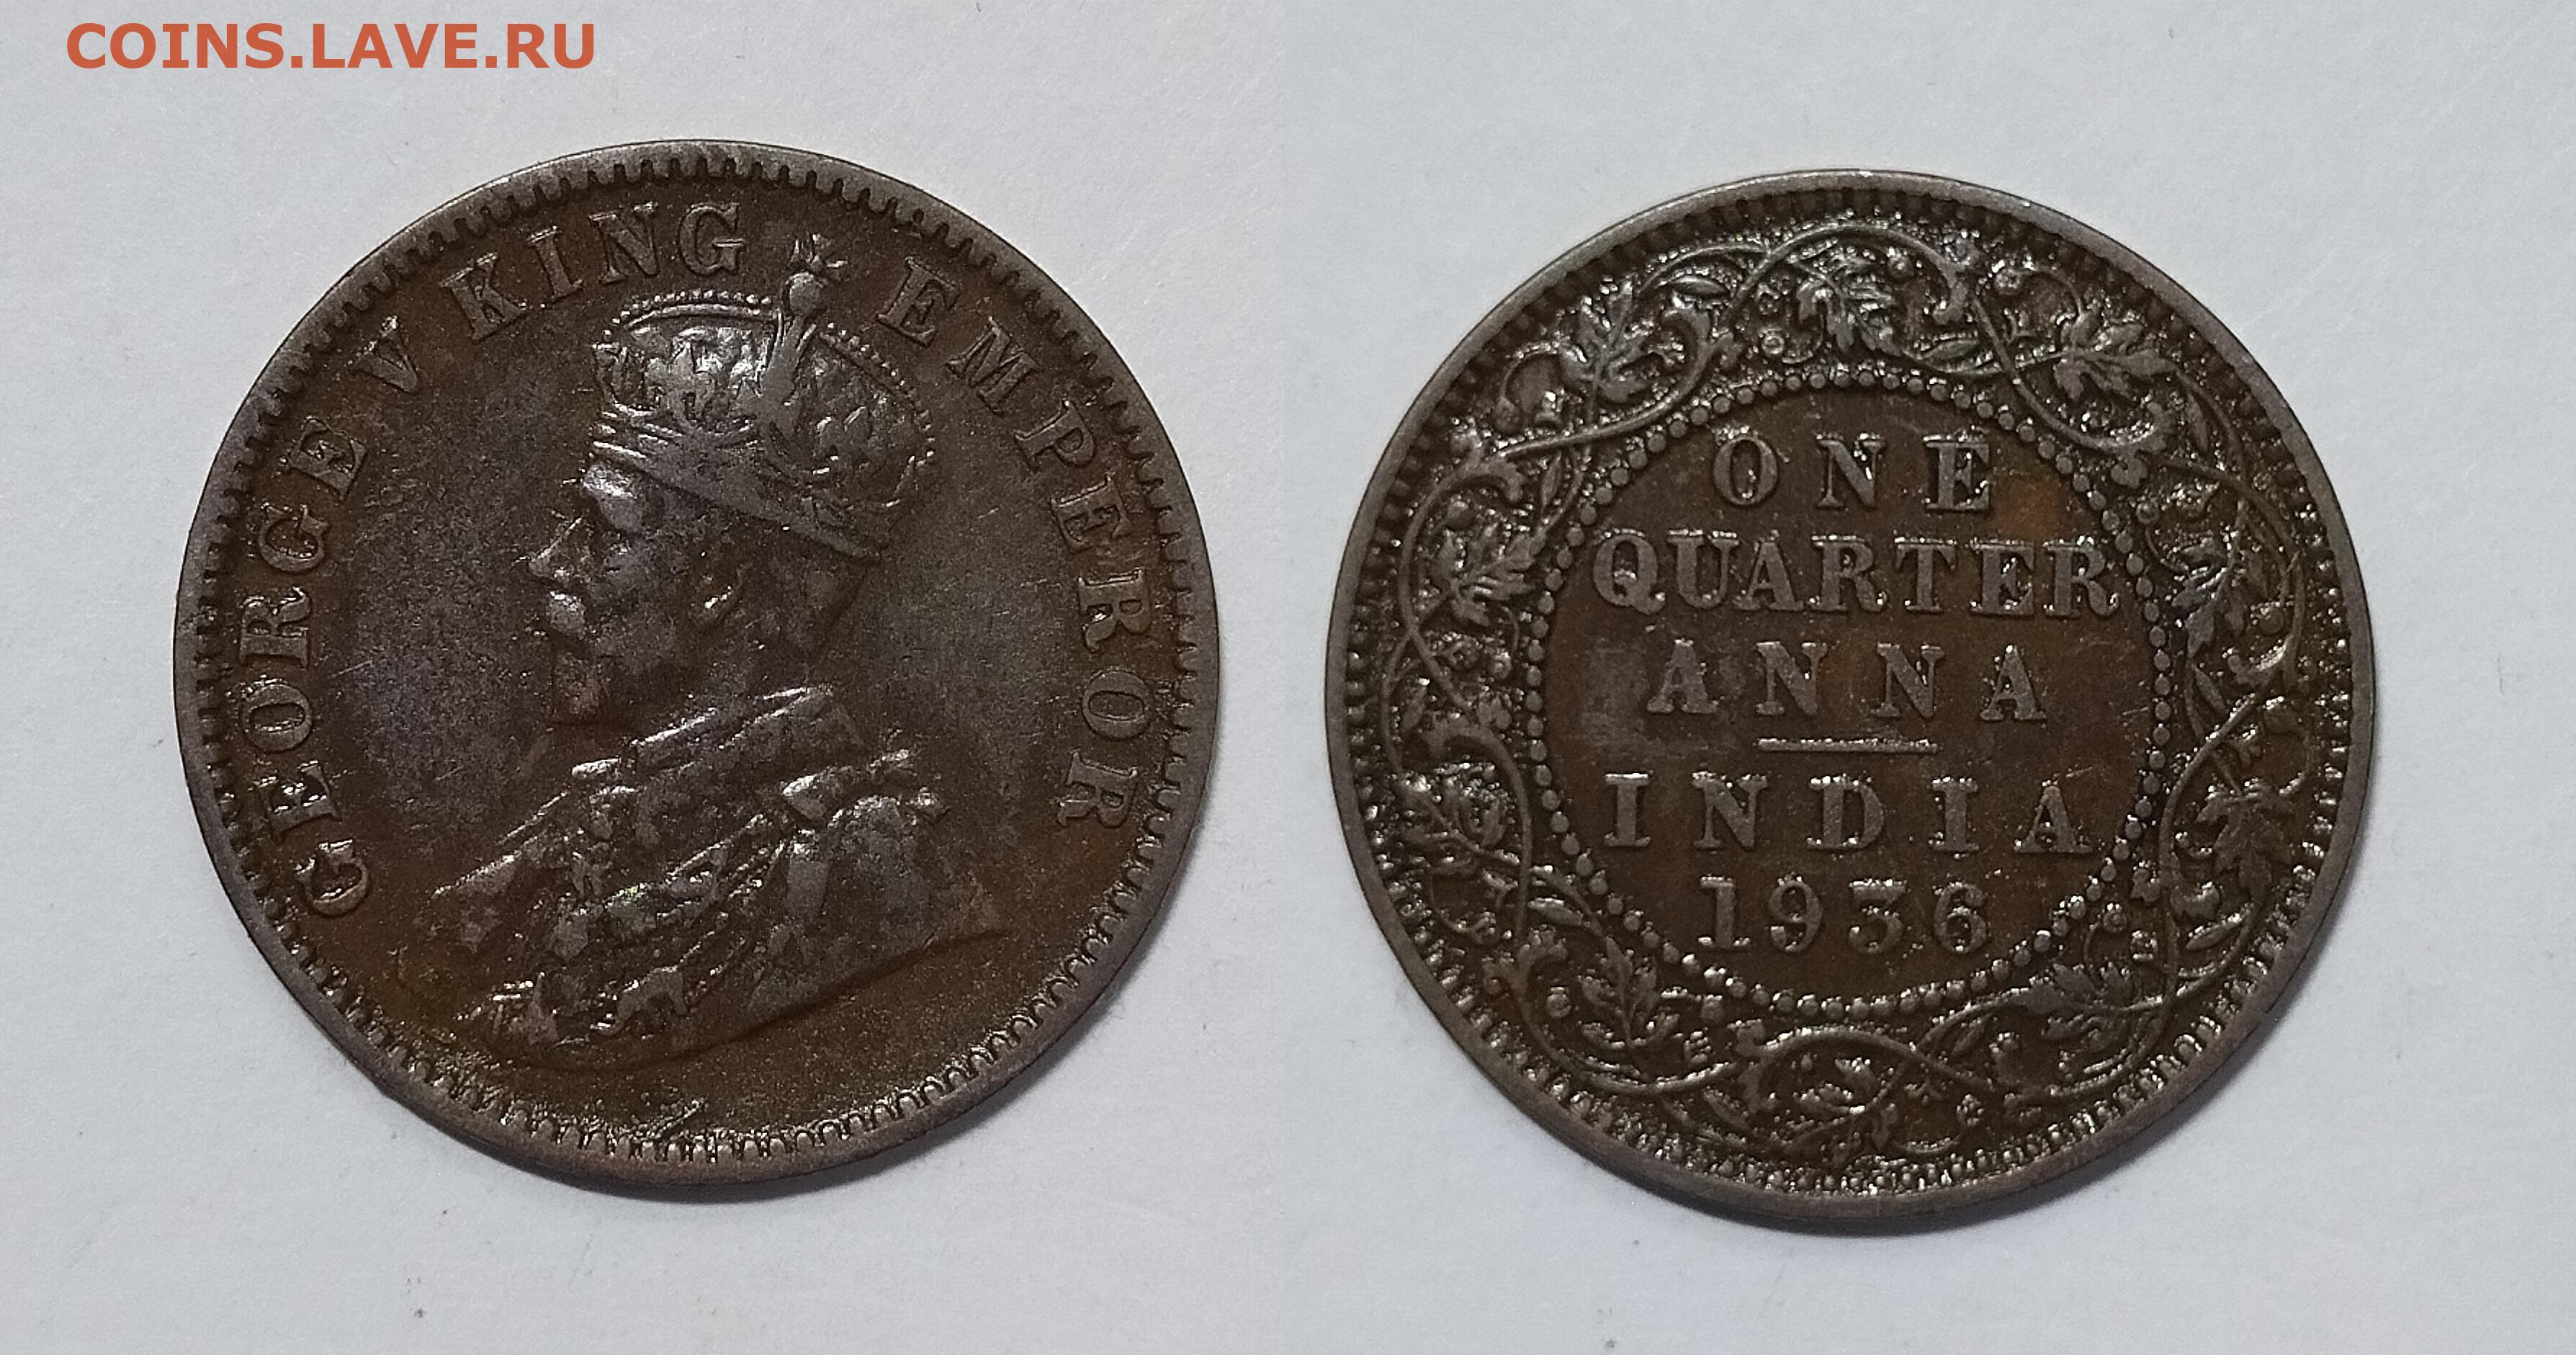 COINS.LAVE.RU
GEORGE V KING EMPEROR
ONE
QUARTER
ANNA
INDIA
1936